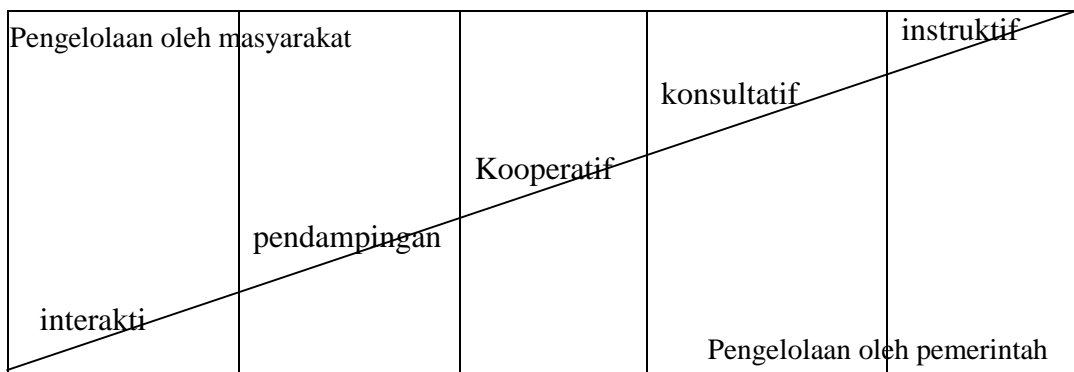 instruktif
Pengelolaan oleh masyarakat
konsultatif
Kooperatif
pendampingan
interakti
Pengelolaan oleh pemerintah